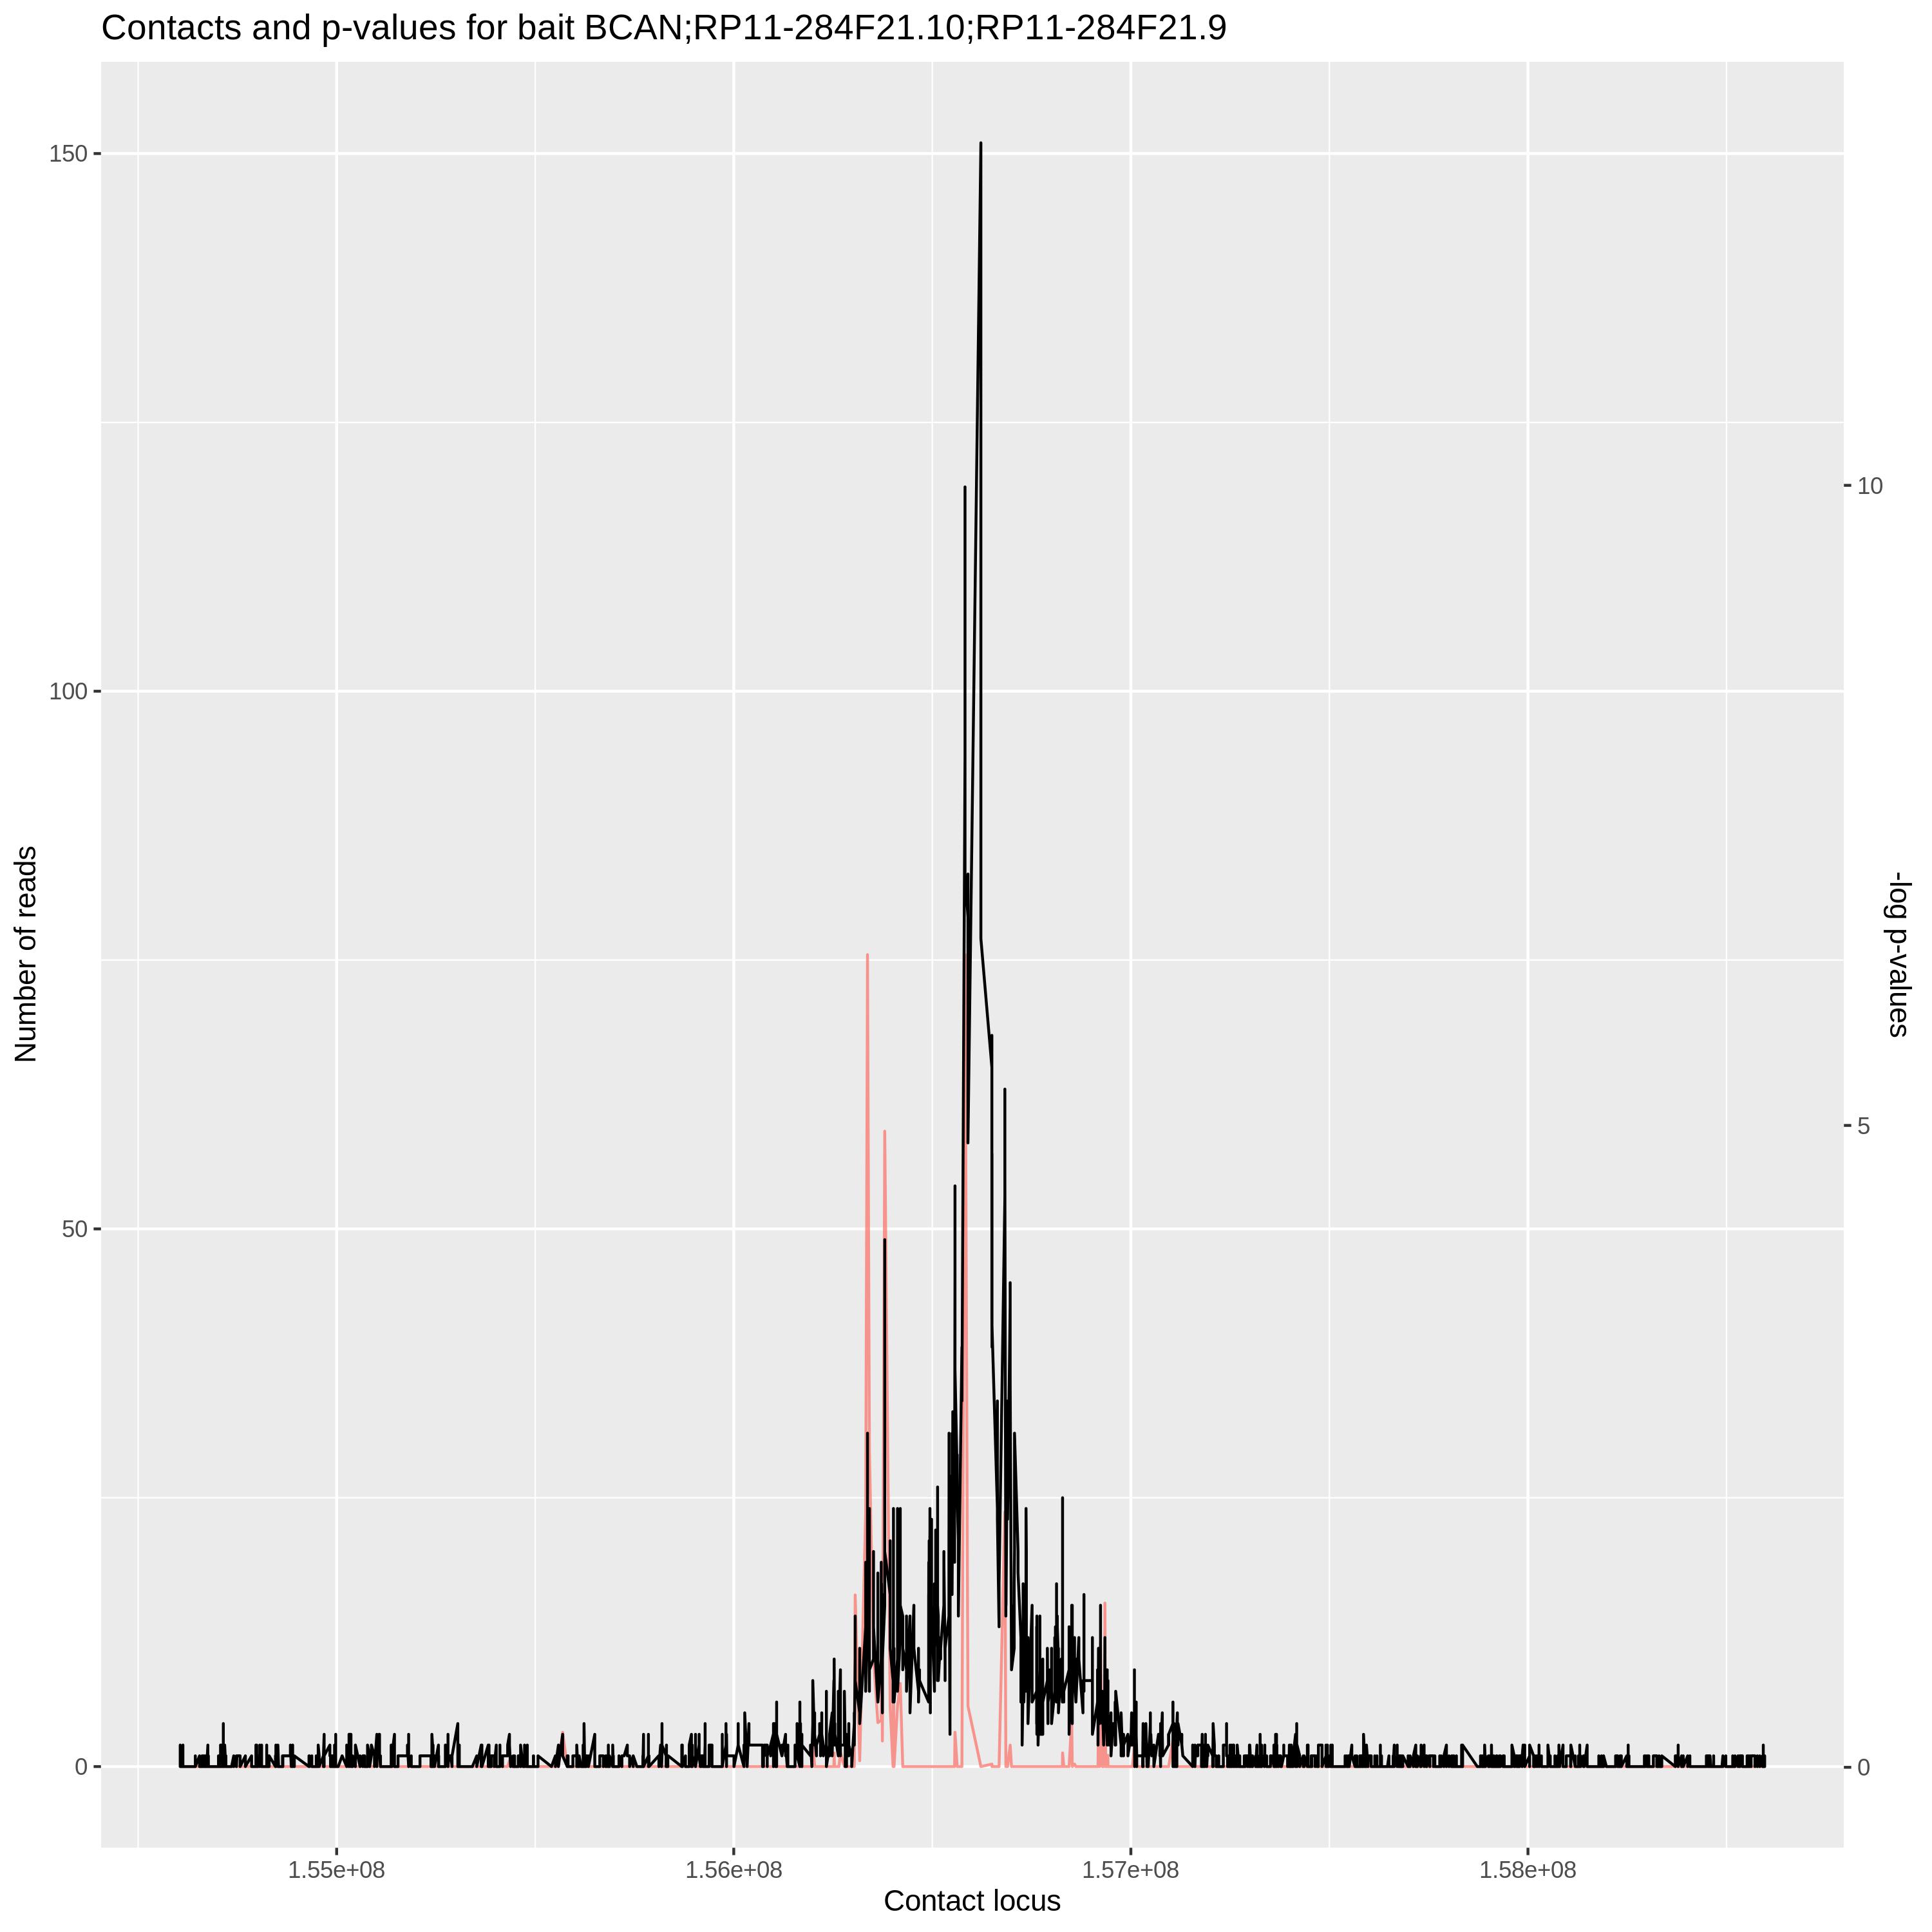 Contacts and p-values for bait BCAN;RP11-284F21.10;RP11-284F21.9
150
100
50
0
Number of reads
10
5
0
-log p-values
1.55e+08
1.56e+08
1.57e+08
1.58e+08
Contact locus